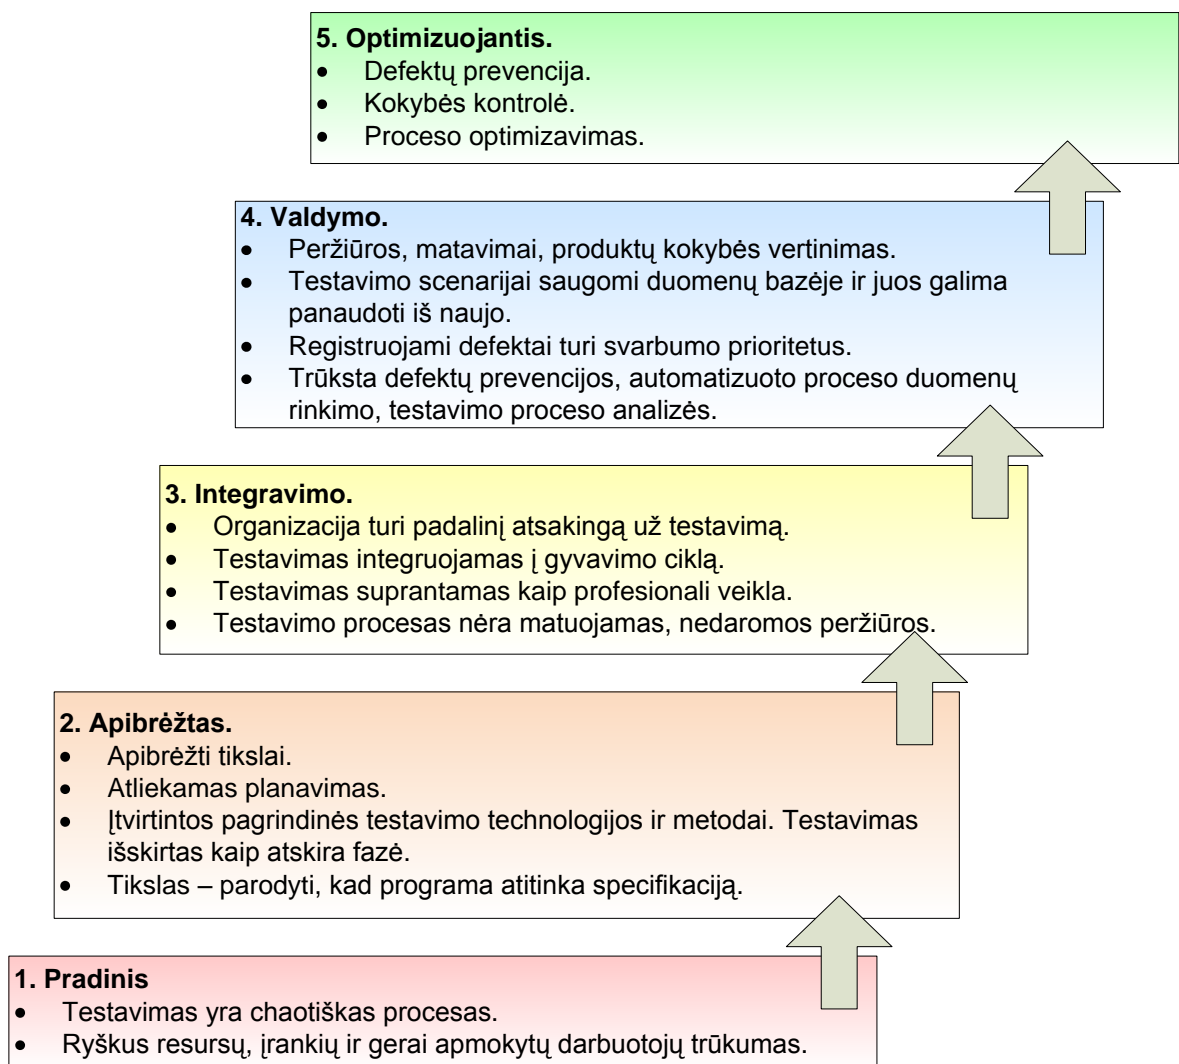 5. Optimizuojantis.
• Defektų prevencija.
• Kokybės kontrolė.
• Proceso optimizavimas.
4. Valdymo.
• Peržiūros, matavimai, produktų kokybės vertinimas.
• Testavimo scenarijai saugomi duomenų bazėje ir juos galima
panaudoti iš naujo.
• Registruojami defektai turi svarbumo prioritetus.
• Trūksta defektų prevencijos, automatizuoto proceso duomenų
rinkimo, testavimo proceso analizės.
3. Integravimo.
• Organizacija turi padalinį atsakingą už testavimą.
• Testavimas integruojamas į gyvavimo ciklą.
• Testavimas suprantamas kaip profesionali veikla.
• Testavimo procesas nėra matuojamas, nedaromos peržiūros.
2. Apibrėžtas.
• Apibrėžti tikslai.
• Atliekamas planavimas.
• Įtvirtintos pagrindinės testavimo technologijos ir metodai. Testavimas
išskirtas kaip atskira fazė.
• Tikslas – parodyti, kad programa atitinka specifikaciją.
1. Pradinis
• Testavimas yra chaotiškas procesas.
• Ryškus resursų, įrankių ir gerai apmokytų darbuotojų trūkumas.